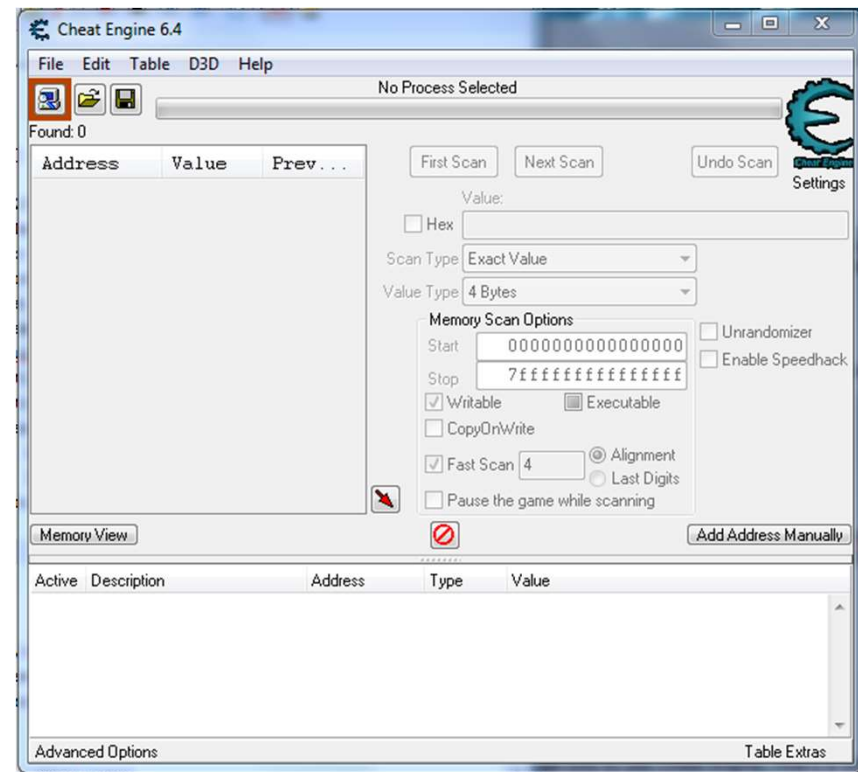 Cheat Engine 6.4
File Edit Table D3D Help
No Process Selected
Found: 0
Address Value Prev...
First Scan Next Scan Undo Scan
Cheat Engine
Settings
Value:
Hex
Scan Type Exact Value
Value Type 4 Bytes
Memory Scan Options
Start 0000000000000000
Unrandomizer
Stop 7fffffffffffffff
Enable Speedhack
Writable Executable
CopyOnWrite
Fast Scan 4 Alignment
Last Digits
Pause the game while scanning
Memory View Add Address Manually
Active Description Address Type Value
Advanced Options Table Extras